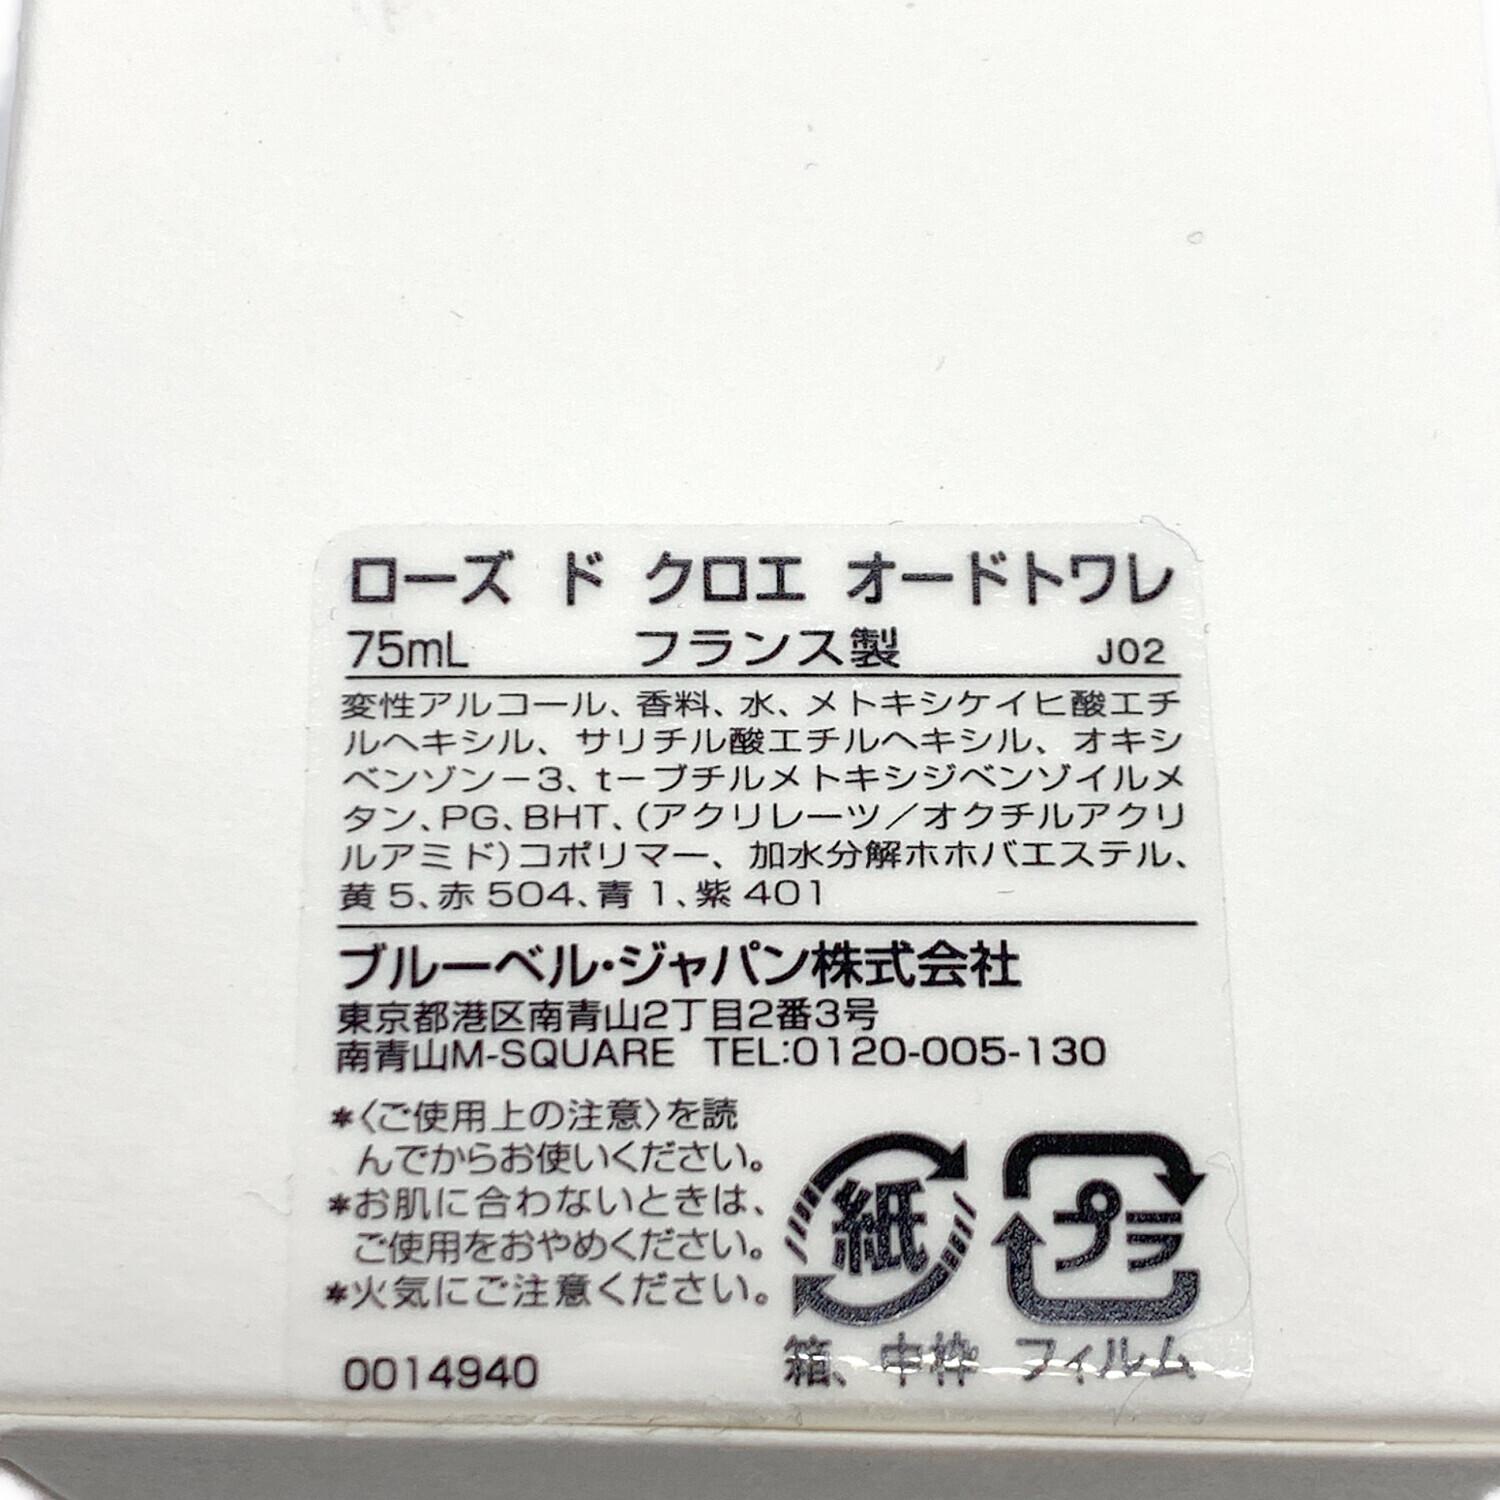 ローズ ド クロエ オードトワレ
75mL フランス製 J02
変性アルコール、香料、水、メトキシケイヒ酸エチ
ルヘキシル、サリチル酸エチルヘキシル、オキシ
ベンゾン－3、t－ブチルメトキシジベンゾイルメ
タン、PG、BHT、（アクリレーツ／オクチルアクリ
ルアミド）コポリマー、加水分解ホホバエステル、
黄5、赤504、青1、紫401
ブルーベル・ジャパン株式会社
東京都港区南青山2丁目2番3号
南青山M-SQUARE TEL:0120-005-130
*〈ご使用上の注意〉を読
んでからお使いください。
*お肌に合わないときは、
ご使用をおやめください。
*火気にご注意ください。
紙 プラ
箱、中枠 フィルム
0014940